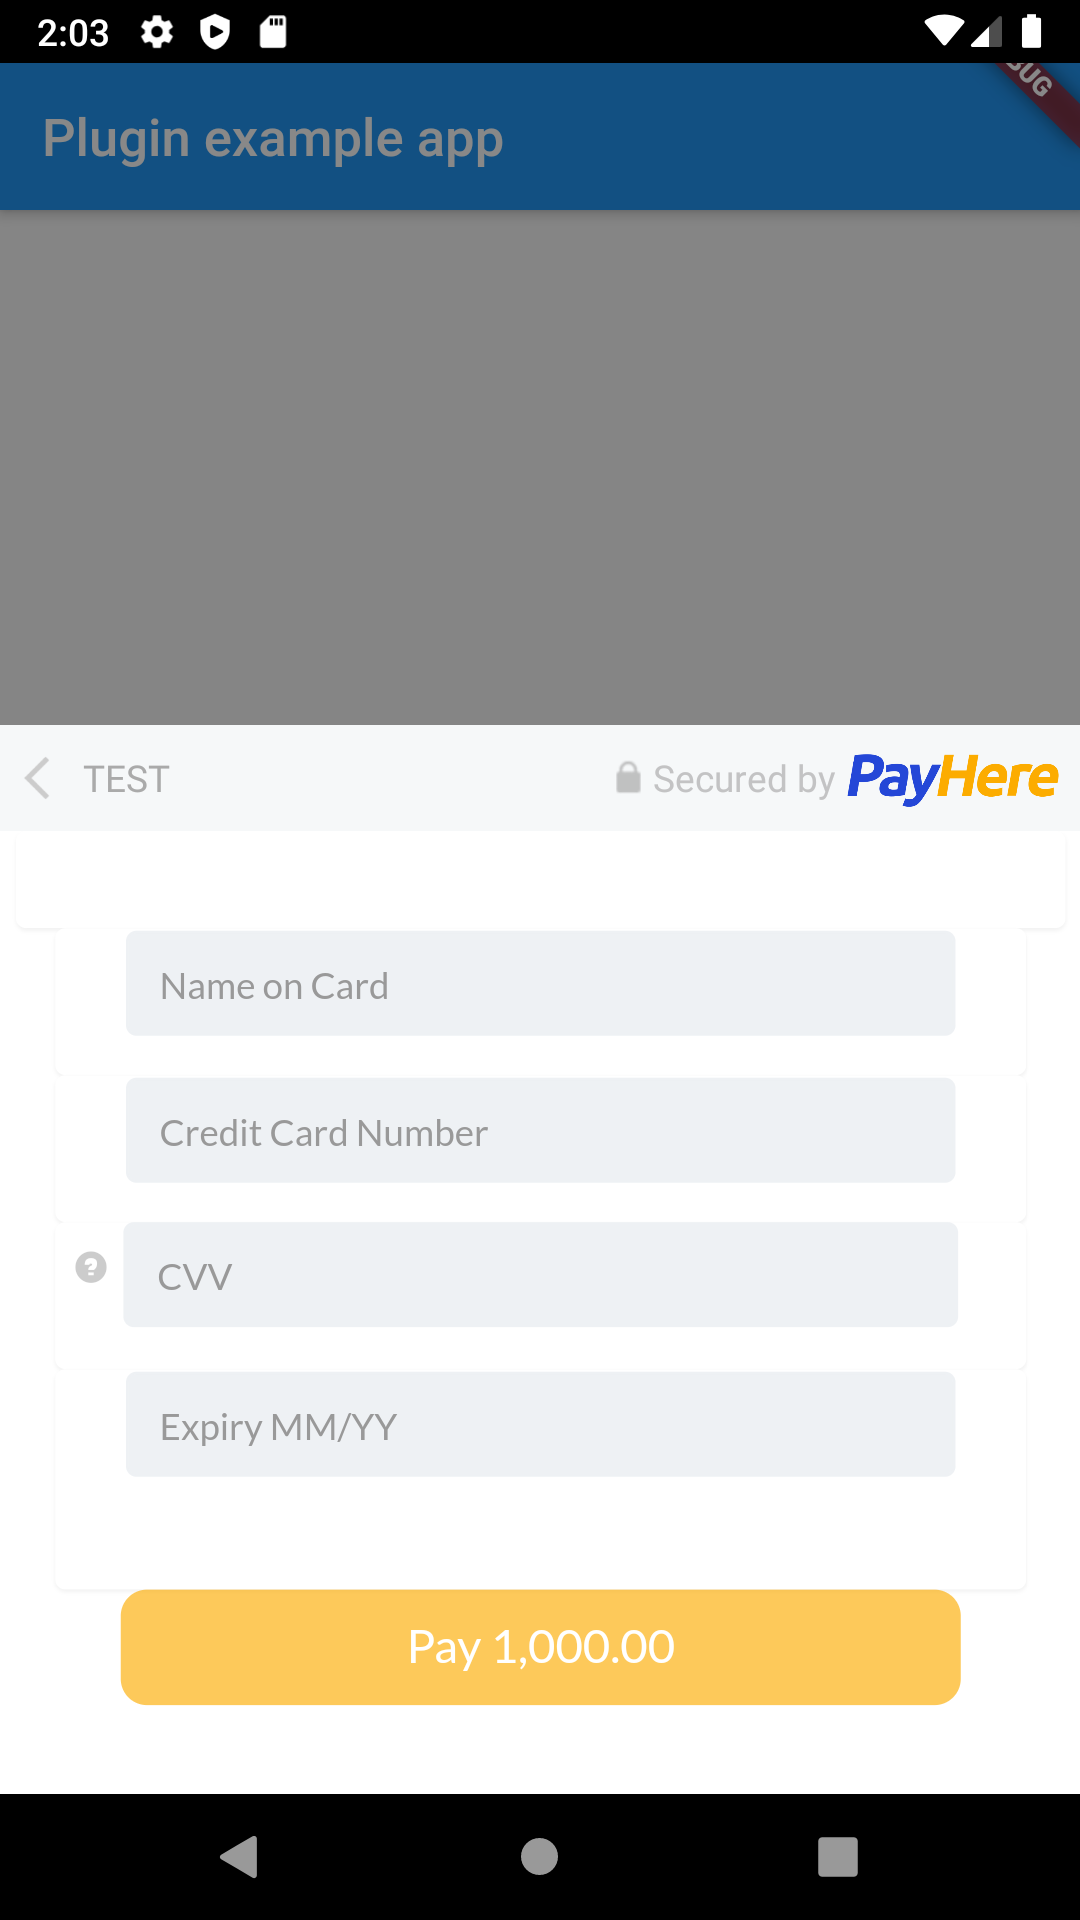 2:03
Plugin example app
TEST
Secured by PayHere
Name on Card
Credit Card Number
?
CVV
Expiry MM/YY
Pay 1,000.00